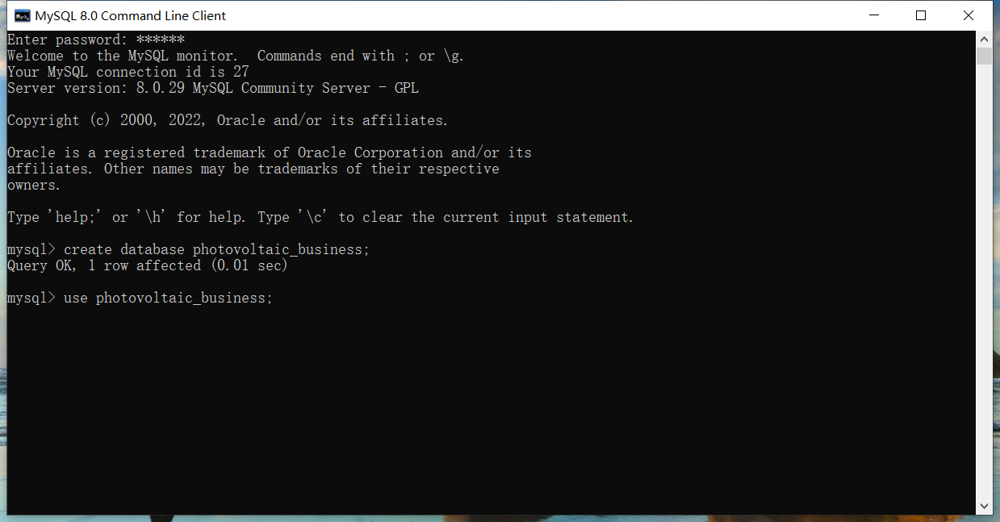 MySQL 8.0 Command Line Client
Enter password: ******
Welcome to the MySQL monitor.  Commands end with ; or \g.
Your MySQL connection id is 27
Server version: 8.0.29 MySQL Community Server - GPL
Copyright (c) 2000, 2022, Oracle and/or its affiliates.
Oracle is a registered trademark of Oracle Corporation and/or its
affiliates. Other names may be trademarks of their respective
owners.
Type 'help;' or '\h' for help. Type '\c' to clear the current input statement.
mysql> create database photovoltaic_business;
Query OK, 1 row affected (0.01 sec)
mysql> use photovoltaic_business;